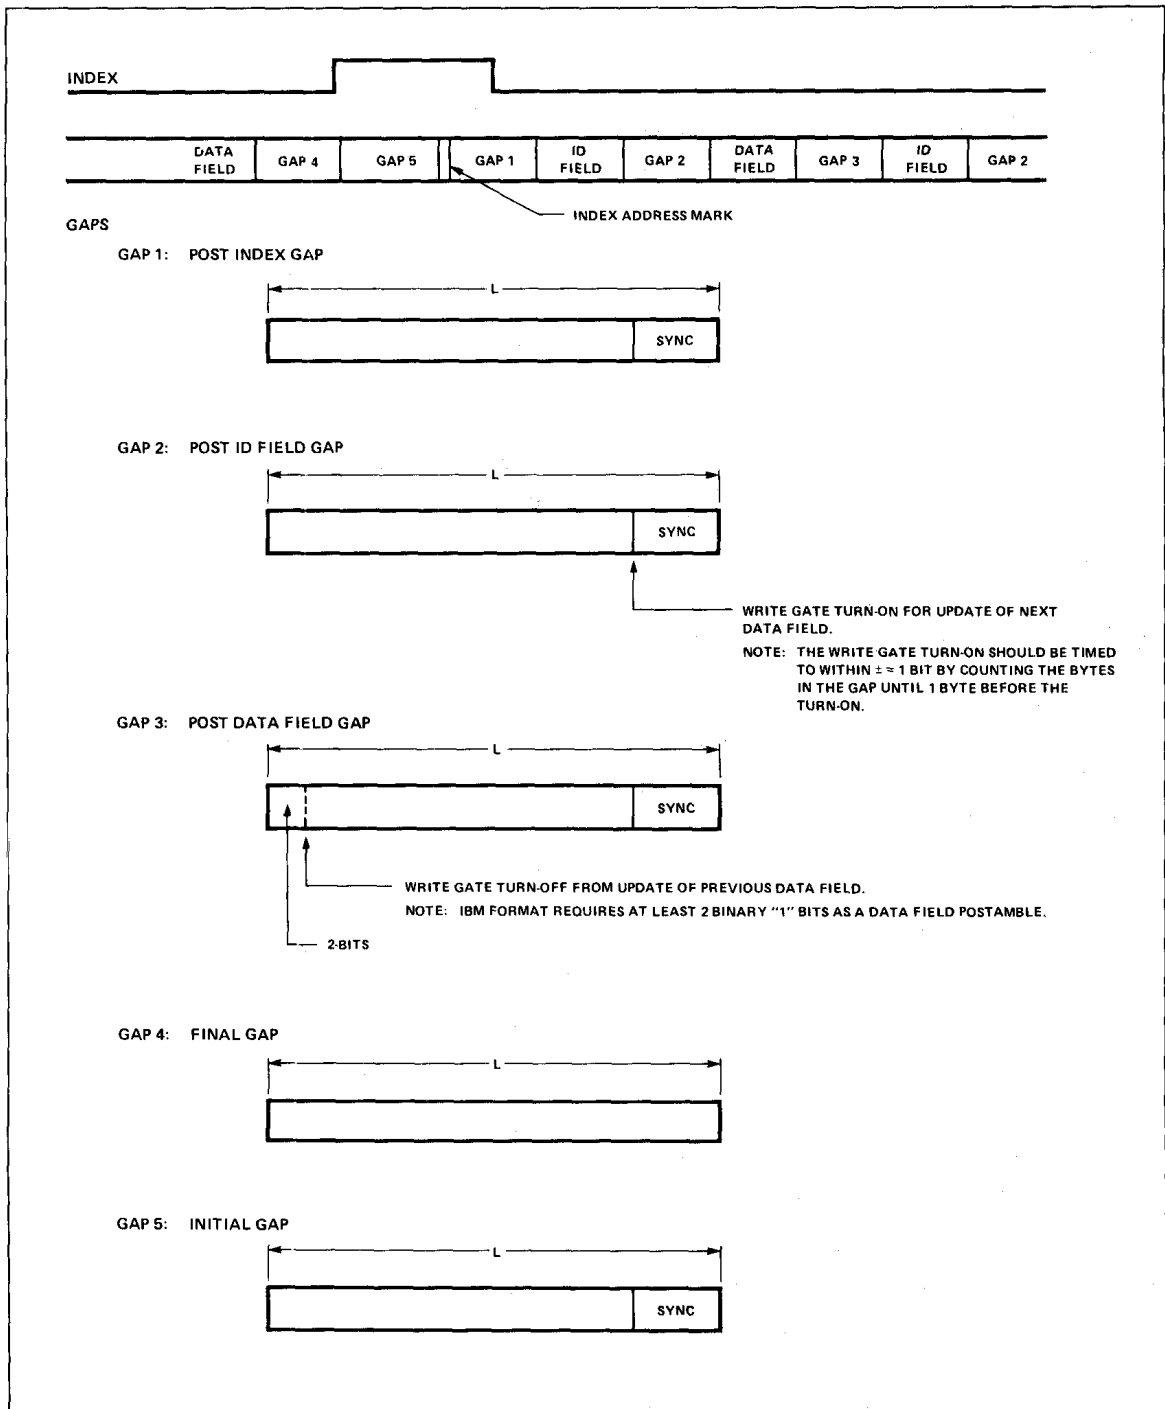 INDEX
DATA FIELD GAP 4 GAP 5 GAP 1 ID FIELD GAP 2 DATA FIELD GAP 3 ID FIELD GAP 2
INDEX ADDRESS MARK
GAPS
GAP 1: POST INDEX GAP
L
SYNC
GAP 2: POST ID FIELD GAP
L
SYNC
WRITE GATE TURN-ON FOR UPDATE OF NEXT
DATA FIELD.
NOTE: THE WRITE GATE TURN-ON SHOULD BE TIMED
TO WITHIN ± ≈ 1 BIT BY COUNTING THE BYTES
IN THE GAP UNTIL 1 BYTE BEFORE THE
TURN-ON.
GAP 3: POST DATA FIELD GAP
L
SYNC
WRITE GATE TURN-OFF FROM UPDATE OF PREVIOUS DATA FIELD.
NOTE: IBM FORMAT REQUIRES AT LEAST 2 BINARY "1" BITS AS A DATA FIELD POSTAMBLE.
2-BITS
GAP 4: FINAL GAP
L
GAP 5: INITIAL GAP
L
SYNC